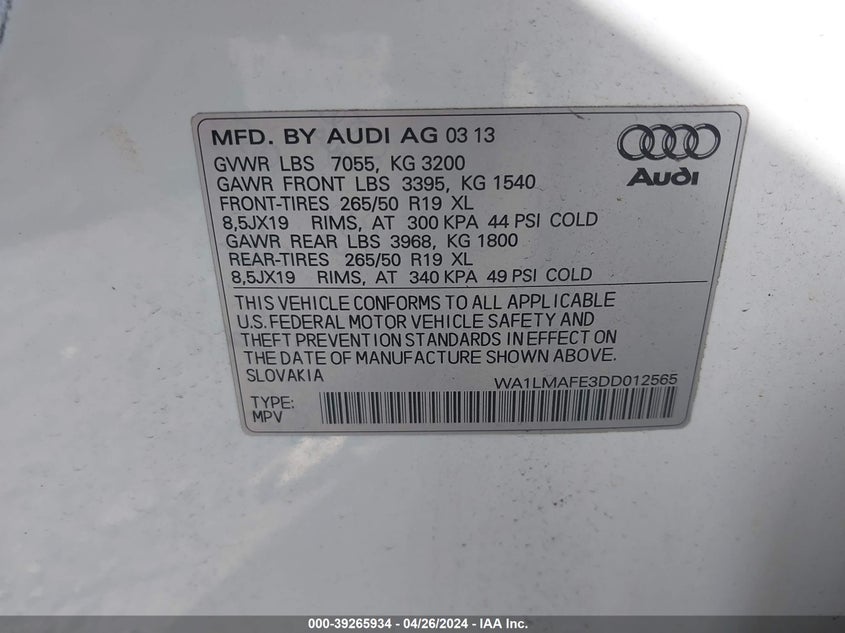 MFD. BY AUDI AG 03 13
GVWR LBS 7055, KG 3200
GAWR FRONT LBS 3395, KG 1540
FRONT-TIRES 265/50 R19 XL
8,5JX19 RIMS, AT 300 KPA 44 PSI COLD
GAWR REAR LBS 3968, KG 1800
REAR-TIRES 265/50 R19 XL
8,5JX19 RIMS, AT 340 KPA 49 PSI COLD
Audi
THIS VEHICLE CONFORMS TO ALL APPLICABLE
U.S. FEDERAL MOTOR VEHICLE SAFETY AND
THEFT PREVENTION STANDARDS IN EFFECT ON
THE DATE OF MANUFACTURE SHOWN ABOVE.
SLOVAKIA WA1LMAFE3DD012565
TYPE:
MPV
000-39265934 - 04/26/2024 - IAA Inc.